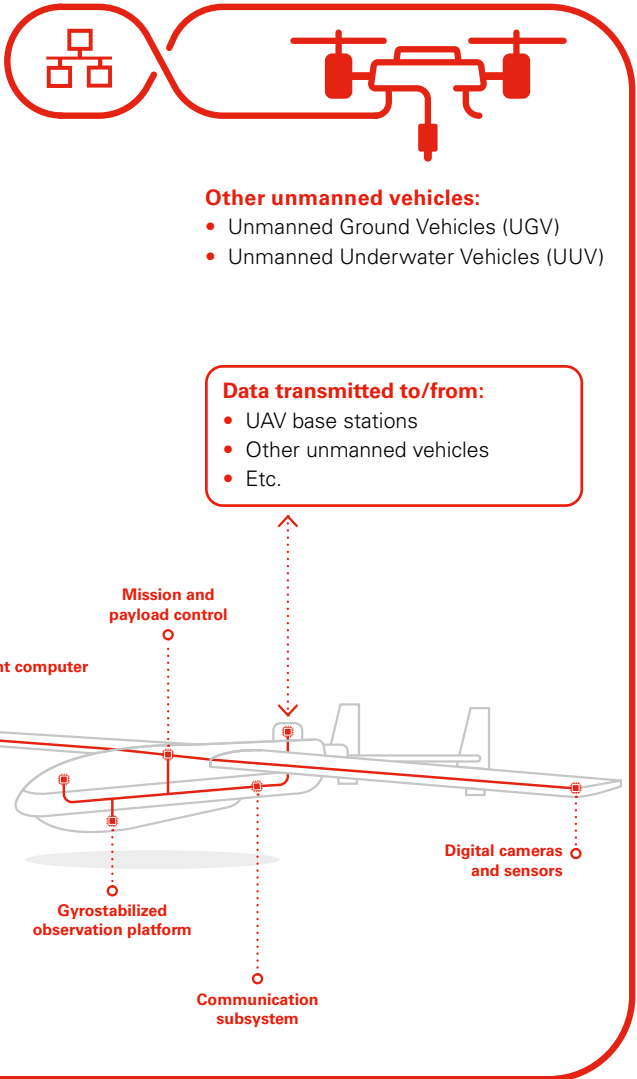 Other unmanned vehicles:
• Unmanned Ground Vehicles (UGV)
• Unmanned Underwater Vehicles (UUV)
Data transmitted to/from:
• UAV base stations
• Other unmanned vehicles
• Etc.
Mission and
payload control
computer
Digital cameras
and sensors
Gyrostabilized
observation platform
Communication
subsystem